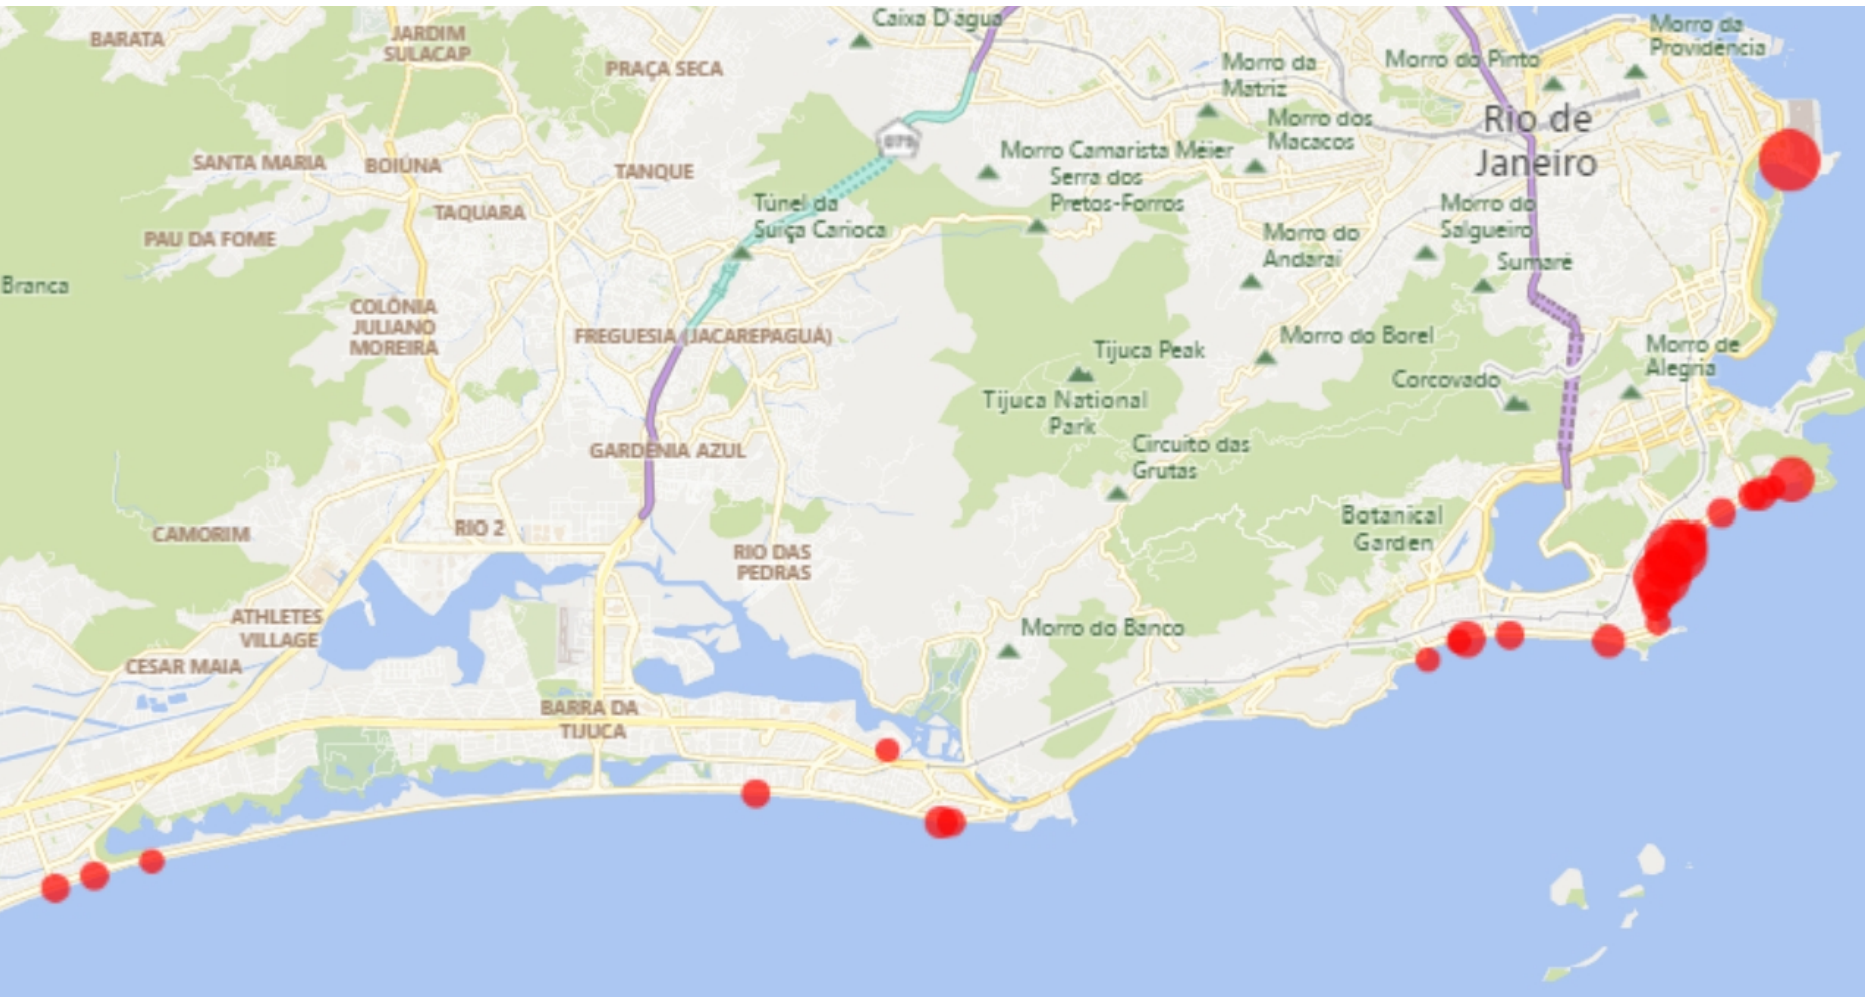 Caixa D'água
Morro da
Providência
BARATA
JARDIM
SULACAP
PRAÇA SECA
Morro da
Matriz
Morro do Pinto
Rio de
Janeiro
Morro dos
Macacos
SANTA MARIA
BOIÚNA
TANQUE
Morro Camarista Méier
Serra dos
Pretos-Forros
TAQUARA
Túnel da
Suíça Carioca
PAU DA FOME
Morro do
Andaraí
Morro do
Salgueiro
Sumaré
Branca
COLÔNIA
JULIANO
MOREIRA
FREGUESIA (JACAREPAGUÁ)
Morro do Borel
Morro de
Alegria
Tijuca Peak
Corcovado
Tijuca National
Park
GARDENIA AZUL
Circuito das
Grutas
CAMORIM
RIO 2
RIO DAS
PEDRAS
Botanical
Garden
ATHLETES
VILLAGE
Morro do Banco
CESAR MAIA
BARRA DA
TIJUCA